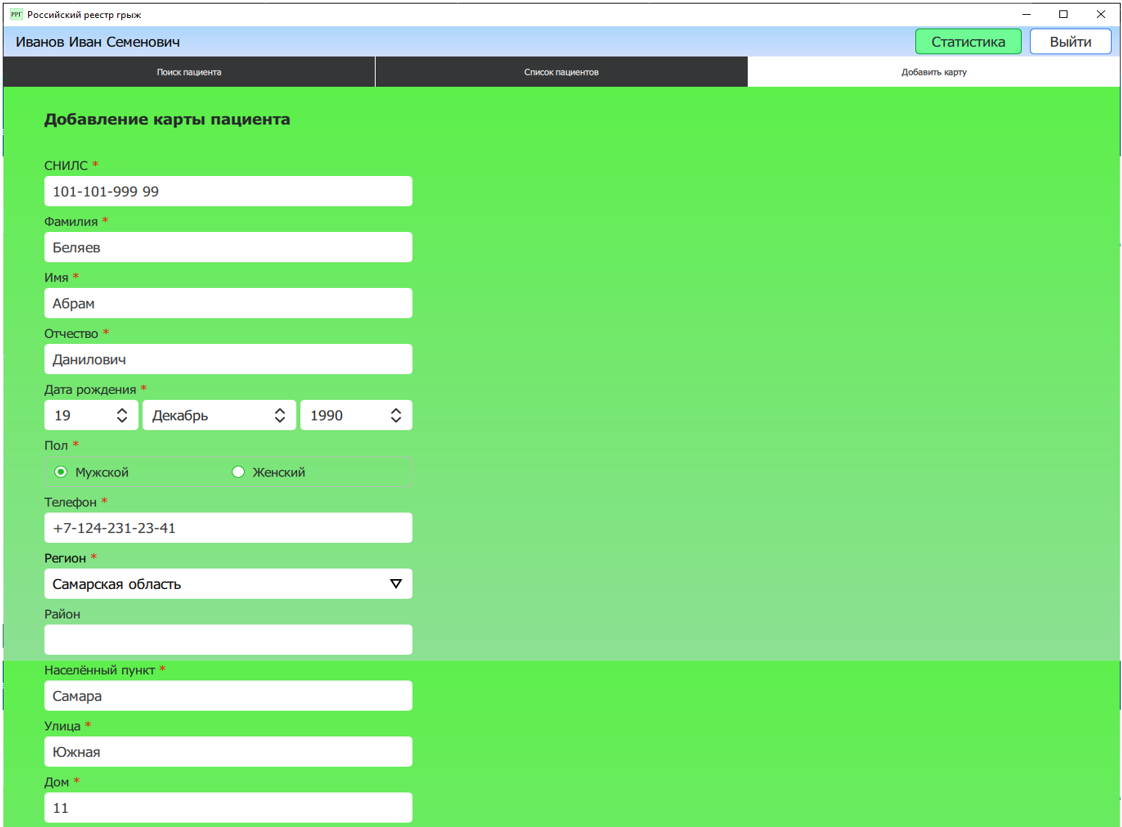 РРГ Российский реестр грыж
Иванов Иван Семенович Статистика Выйти
Поиск пациента Список пациентов Добавить карту
Добавление карты пациента
СНИЛС *
101-101-999 99
Фамилия *
Беляев
Имя *
Абрам
Отчество *
Данилович
Дата рождения *
19 Декабрь 1990
Пол *
Мужской Женский
Телефон *
+7-124-231-23-41
Регион *
Самарская область
Район
Населённый пункт *
Самара
Улица *
Южная
Дом *
11